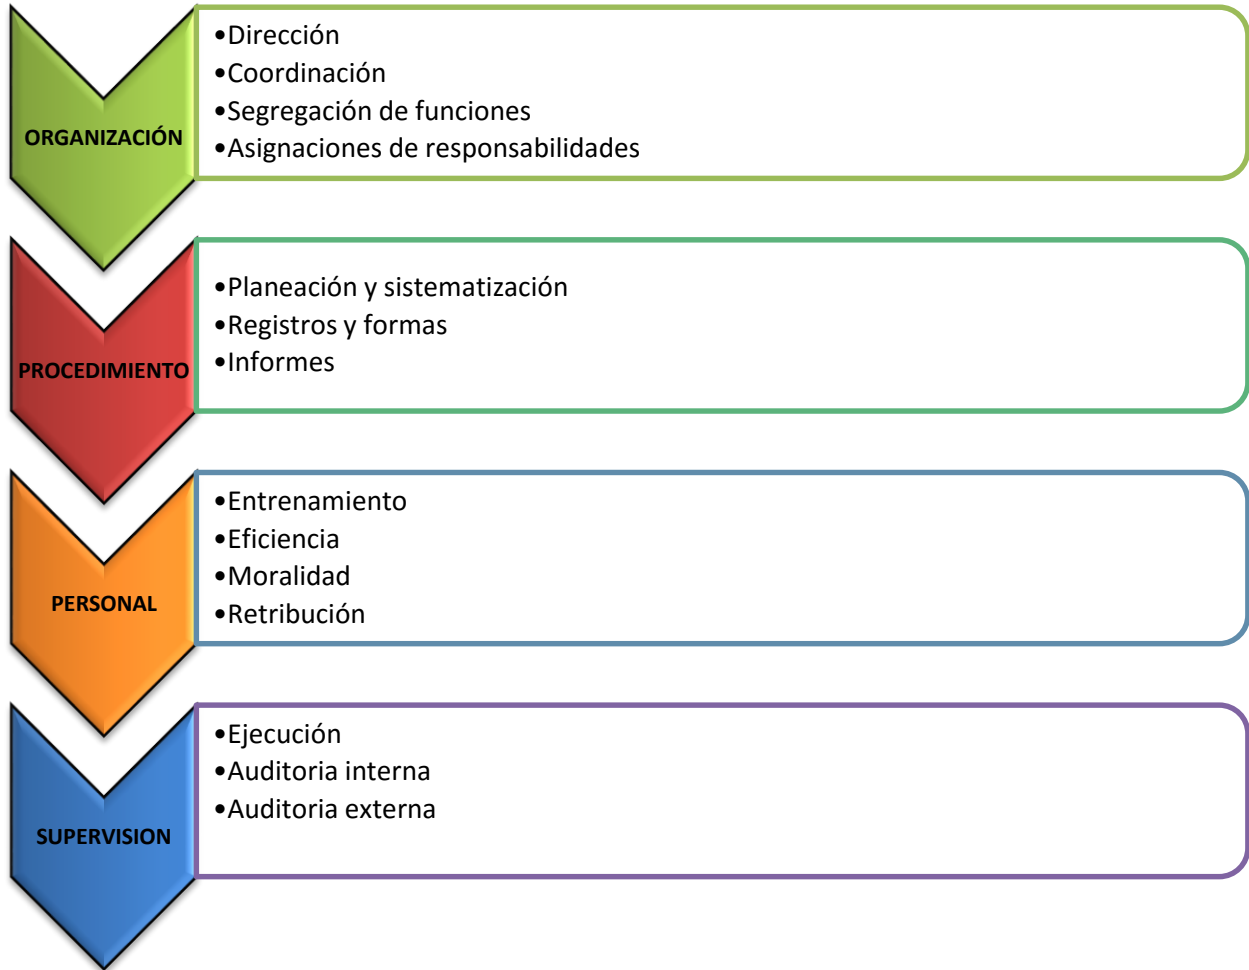 ORGANIZACIÓN
•Dirección
•Coordinación
•Segregación de funciones
•Asignaciones de responsabilidades
PROCEDIMIENTO
•Planeación y sistematización
•Registros y formas
•Informes
PERSONAL
•Entrenamiento
•Eficiencia
•Moralidad
•Retribución
SUPERVISION
•Ejecución
•Auditoria interna
•Auditoria externa